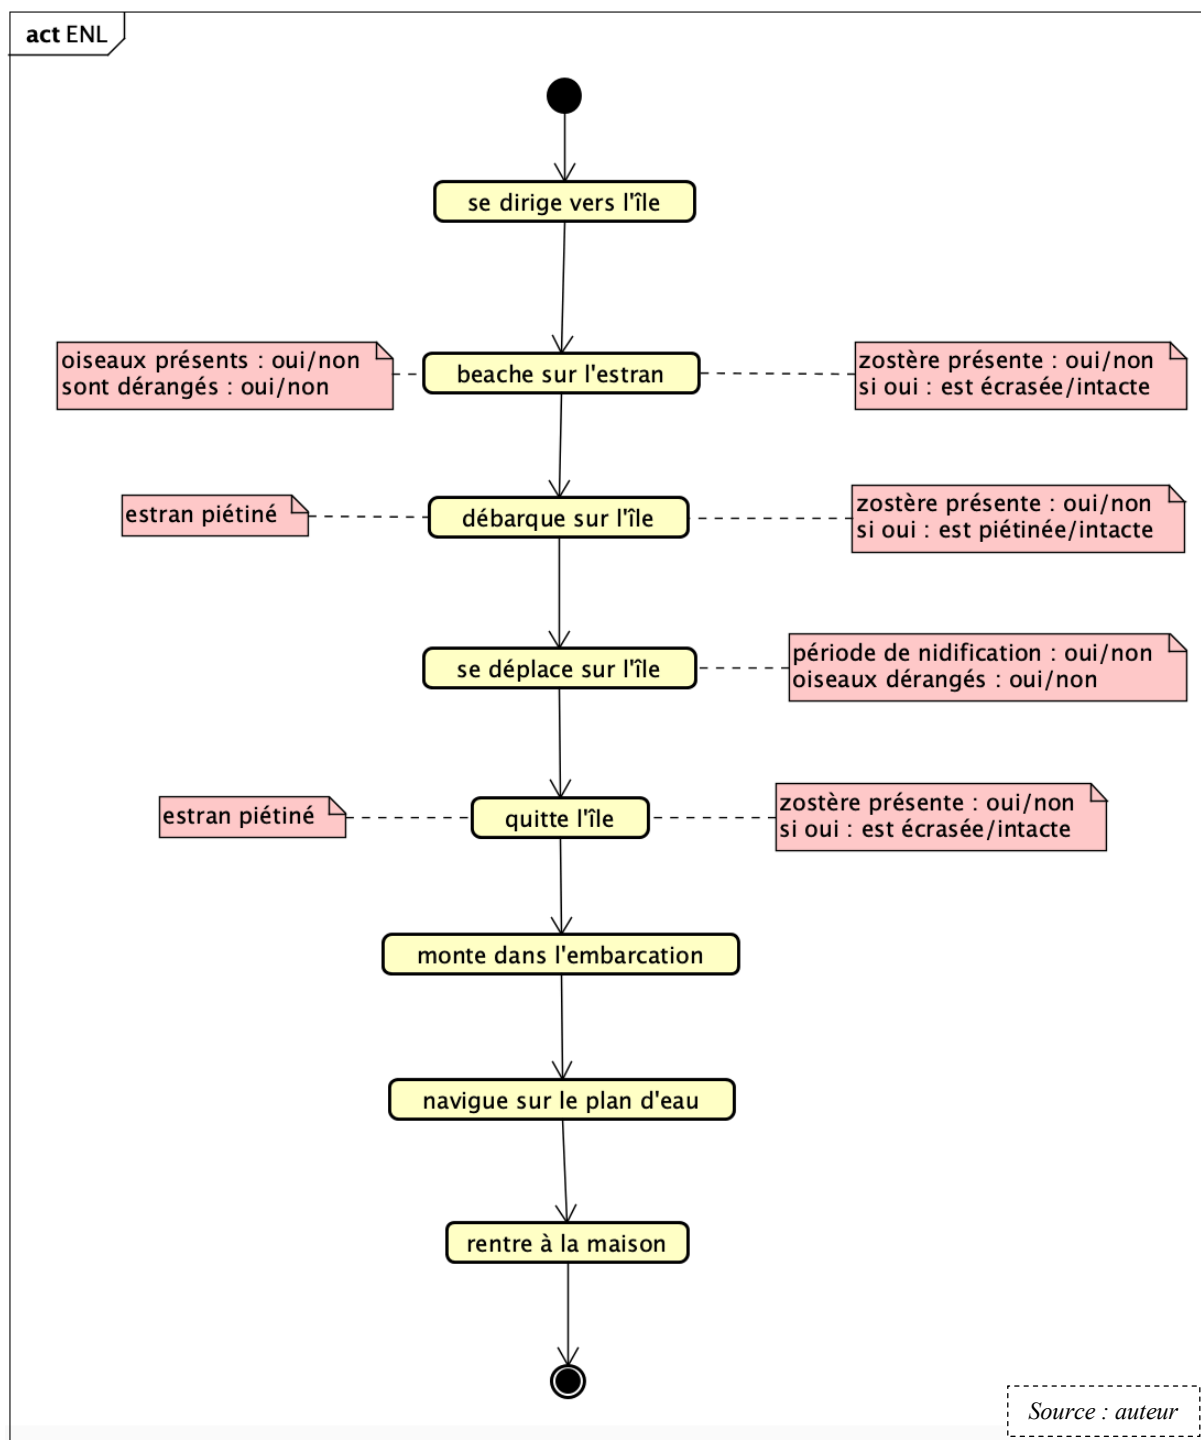 act ENL
se dirige vers l'île
oiseaux présents : oui/non
sont dérangés : oui/non
beache sur l'estran
zostère présente : oui/non
si oui : est écrasée/intacte
estran piétiné
débarque sur l'île
zostère présente : oui/non
si oui : est piétinée/intacte
se déplace sur l'île
période de nidification : oui/non
oiseaux dérangés : oui/non
estran piétiné
quitte l'île
zostère présente : oui/non
si oui : est écrasée/intacte
monte dans l'embarcation
navigue sur le plan d'eau
rentre à la maison
Source : auteur